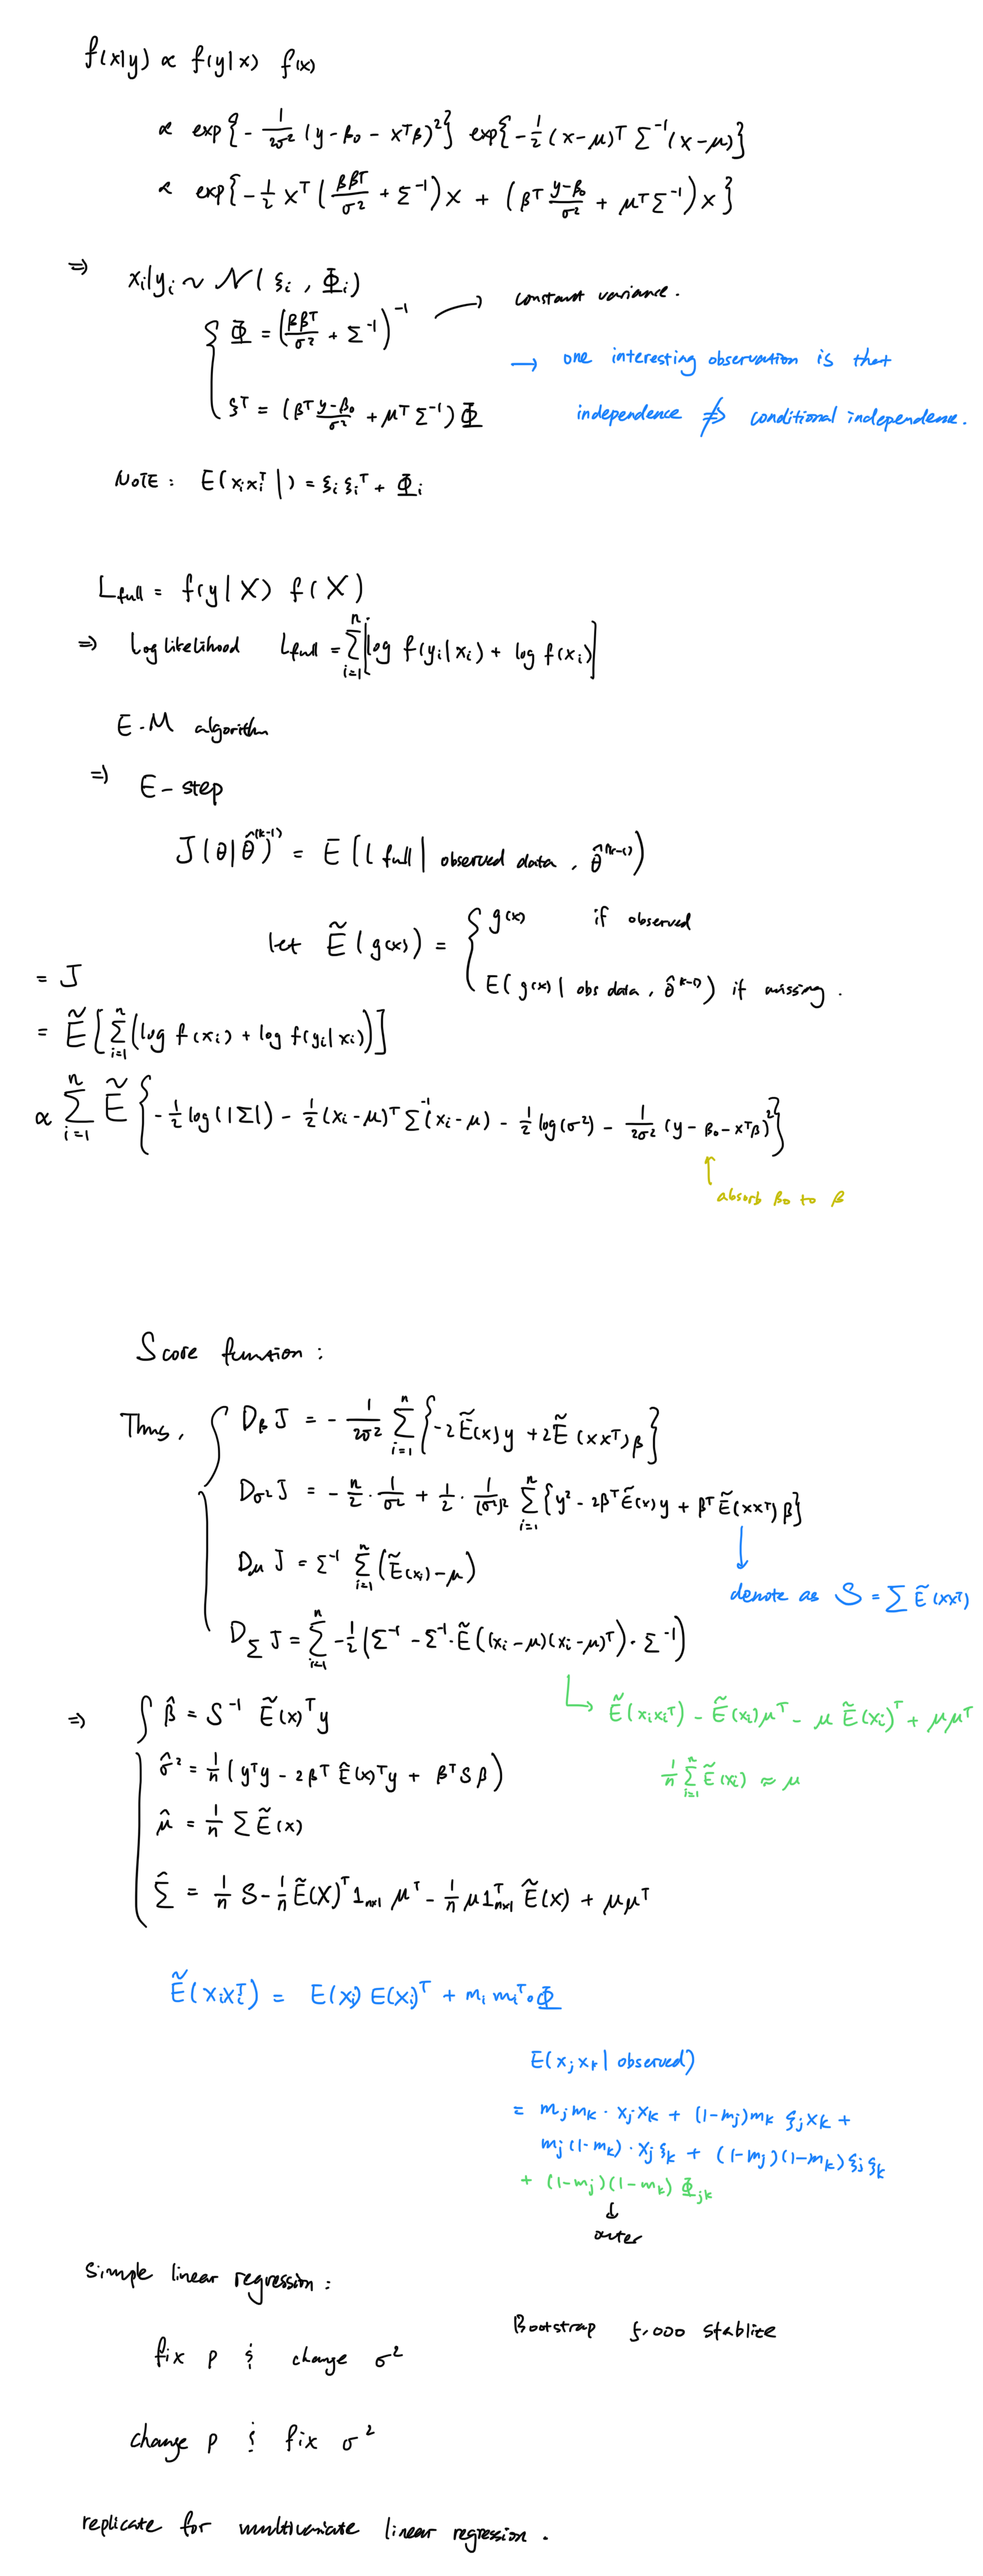 f(x|y) ∝ f(y|x) f(x)
∝ exp{-1/2σ² (y-β₀-xᵀβ)²} exp{-1/2 (x-μ)ᵀ Σ⁻¹(x-μ)}
∝ exp{-1/2 xᵀ(ββᵀ/σ² + Σ⁻¹)x + (βᵀ (y-β₀)/σ² + μᵀΣ⁻¹)x}
⇒ xᵢ|yᵢ ~ N(ξᵢ, Φᵢ)
{ Φ = (ββᵀ/σ² + Σ⁻¹)⁻¹ → constant variance.
→ one interesting observation is that
independence ⇏ conditional independence.
ξᵀ = (βᵀ (y-β₀)/σ² + μᵀ Σ⁻¹)Φ
NOTE: E(xᵢxᵢᵀ|) = ξᵢξᵢᵀ + Φᵢ
L full = f(y|X) f(X)
⇒ Log likelihood L full = Σᵢ₌₁ⁿ [log f(yᵢ|xᵢ) + log f(xᵢ)]
E-M algorithm
⇒ E-step
J(θ|θ̂^(k-1)) = E[l full | observed data, θ̂^(k-1))
let Ẽ(g(x)) = { g(x) if observed
E(g(x) | obs data, θ̂^(k-1)) if missing.
= J
= Ẽ[Σᵢ₌₁ⁿ(log f(xᵢ) + log f(yᵢ|xᵢ))]
∝ Σᵢ₌₁ⁿ Ẽ{-1/2 log(|Σ|) - 1/2 (xᵢ-μ)ᵀ Σ⁻¹(xᵢ-μ) - 1/2 log(σ²) - 1/2σ² (y-β₀-xᵀβ)²}
↑ absorb β₀ to β
Score function:
Thus, { D_β J = -1/2σ² Σᵢ₌₁ⁿ {-2Ẽ(x)y + 2Ẽ(xxᵀ)β}
D_σ² J = -n/2 · 1/σ² + 1/2 · 1/(σ²)² Σᵢ₌₁ⁿ {y² - 2βᵀẼ(x)y + βᵀẼ(xxᵀ)β}
D_μ J = Σ⁻¹ Σᵢ₌₁ⁿ (Ẽ(xᵢ)-μ)
↓ denote as S = Σ Ẽ(xxᵀ)
D_Σ J = Σᵢ₌₁ⁿ -1/2 (Σ⁻¹ - Σ⁻¹·Ẽ((xᵢ-μ)(xᵢ-μ)ᵀ)·Σ⁻¹)
↳ Ẽ(xᵢxᵢᵀ) - Ẽ(xᵢ)μᵀ - μ Ẽ(xᵢ)ᵀ + μμᵀ
⇒ { β̂ = S⁻¹ Ẽ(x)ᵀy
σ̂² = 1/n (yᵀy - 2βᵀ Ẽ(x)ᵀy + βᵀSβ)
1/n Σᵢ₌₁ⁿ Ẽ(xᵢ) ≈ μ
μ̂ = 1/n Σ Ẽ(x)
Σ̂ = 1/n S - 1/n Ẽ(X)ᵀ 1ₙₓ₁ μᵀ - 1/n μ1ₙₓ₁ᵀ Ẽ(x) + μμᵀ
Ẽ(xᵢxᵢᵀ) = E(xᵢ) E(xᵢ)ᵀ + mᵢmᵢᵀ∘Φ
E(xⱼxₖ | observed)
= mⱼmₖ · xⱼxₖ + (1-mⱼ)mₖ ξⱼxₖ +
mⱼ(1-mₖ) · xⱼξₖ + (1-mⱼ)(1-mₖ)ξⱼξₖ
+ (1-mⱼ)(1-mₖ) Φⱼₖ
↓
outer
Simple linear regression:
Bootstrap 5,000 stablize
fix p & change σ²
change p & fix σ²
replicate for multivariate linear regression.